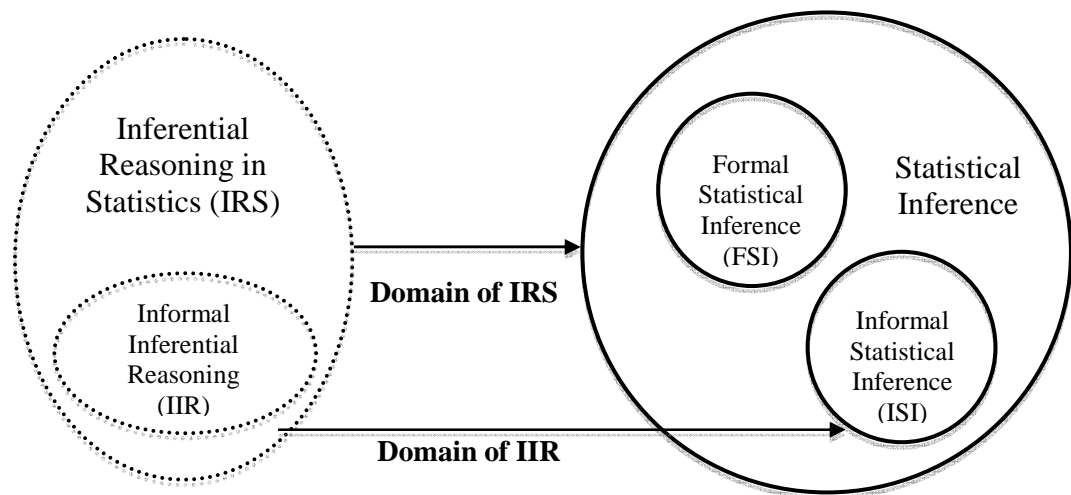 Inferential
Reasoning in
Statistics (IRS)
Informal
Inferential
Reasoning
(IIR)
Domain of IRS
Domain of IIR
Formal
Statistical
Inference
(FSI)
Statistical
Inference
Informal
Statistical
Inference
(ISI)